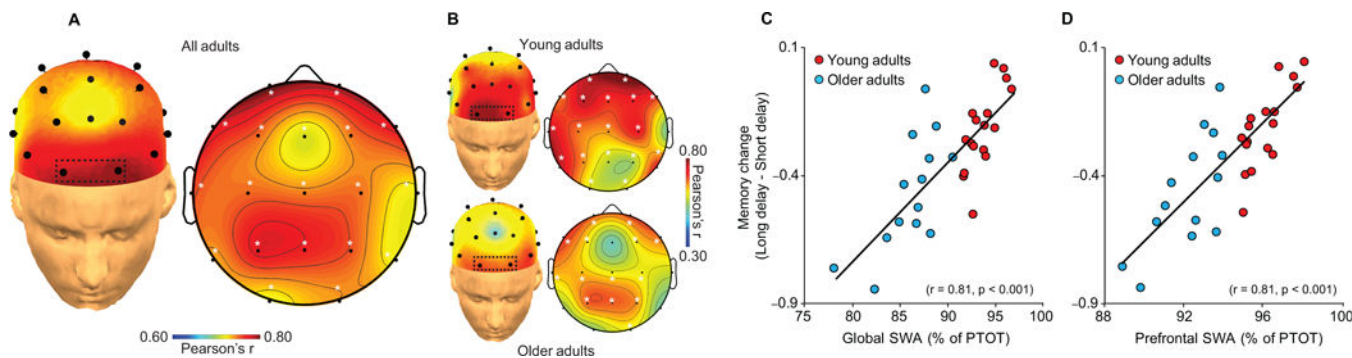 A
All adults
0.60
0.80
Pearson's r
B
Young adults
0.80
Pearson's r
0.30
Older adults
C
Young adults
Older adults
Memory change
(Long delay - Short delay)
0.1
–0.4
–0.9
(r = 0.81, p < 0.001)
75 80 85 90 95 100
Global SWA (% of PTOT)
D
Young adults
Older adults
0.1
–0.4
–0.9
(r = 0.81, p < 0.001)
88 92 96 100
Prefrontal SWA (% of PTOT)